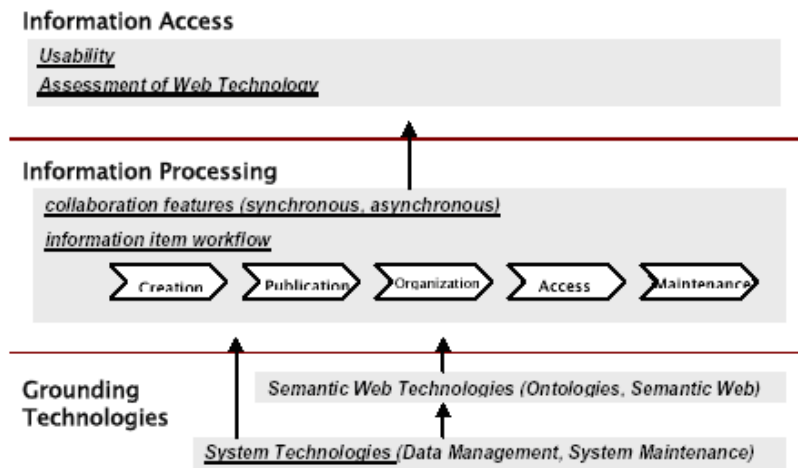 Information Access
Usability
Assessment of Web Technology
Information Processing
collaboration features (synchronous, asynchronous)
information item workflow
Creation
Publication
Organization
Access
Maintenance
Grounding
Technologies
Semantic Web Technologies (Ontologies, Semantic Web)
System Technologies (Data Management, System Maintenance)